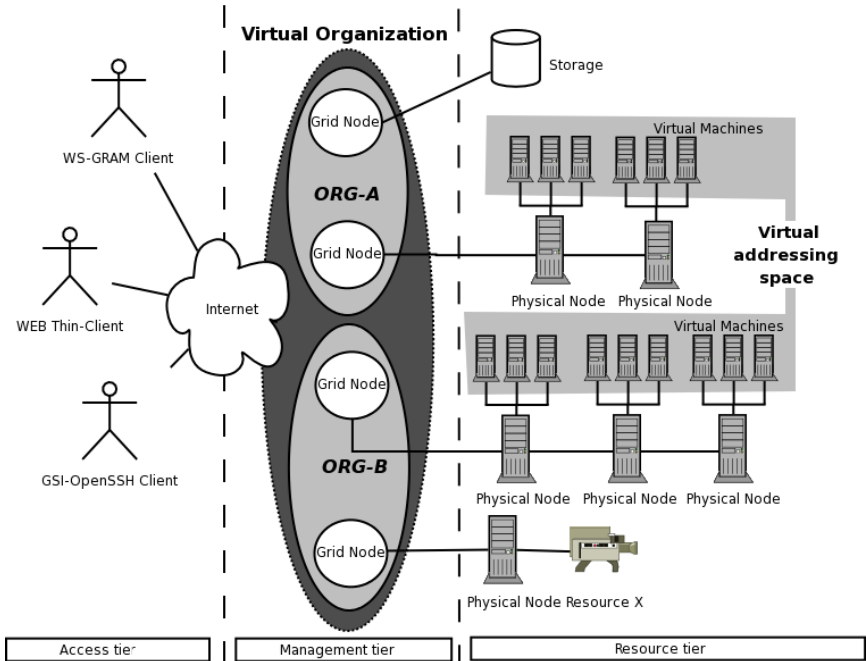 Virtual Organization
Storage
WS-GRAM Client
Grid Node
ORG-A
Grid Node
Virtual Machines
Virtual
addressing
space
Physical Node
Physical Node
WEB Thin-Client
Internet
Virtual Machines
Grid Node
ORG-B
GSI-OpenSSH Client
Physical Node
Physical Node
Physical Node
Grid Node
Physical Node
Resource X
Access tier
Management tier
Resource tier